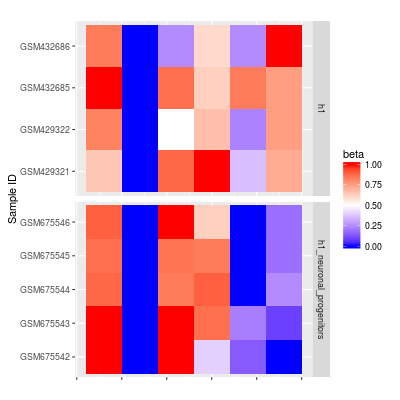 GSM432686
GSM432685
GSM429322
GSM429321
h1
GSM675546
GSM675545
GSM675544
GSM675543
GSM675542
h1_neuronal_progenitors
Sample ID
beta
1.00
0.75
0.50
0.25
0.00